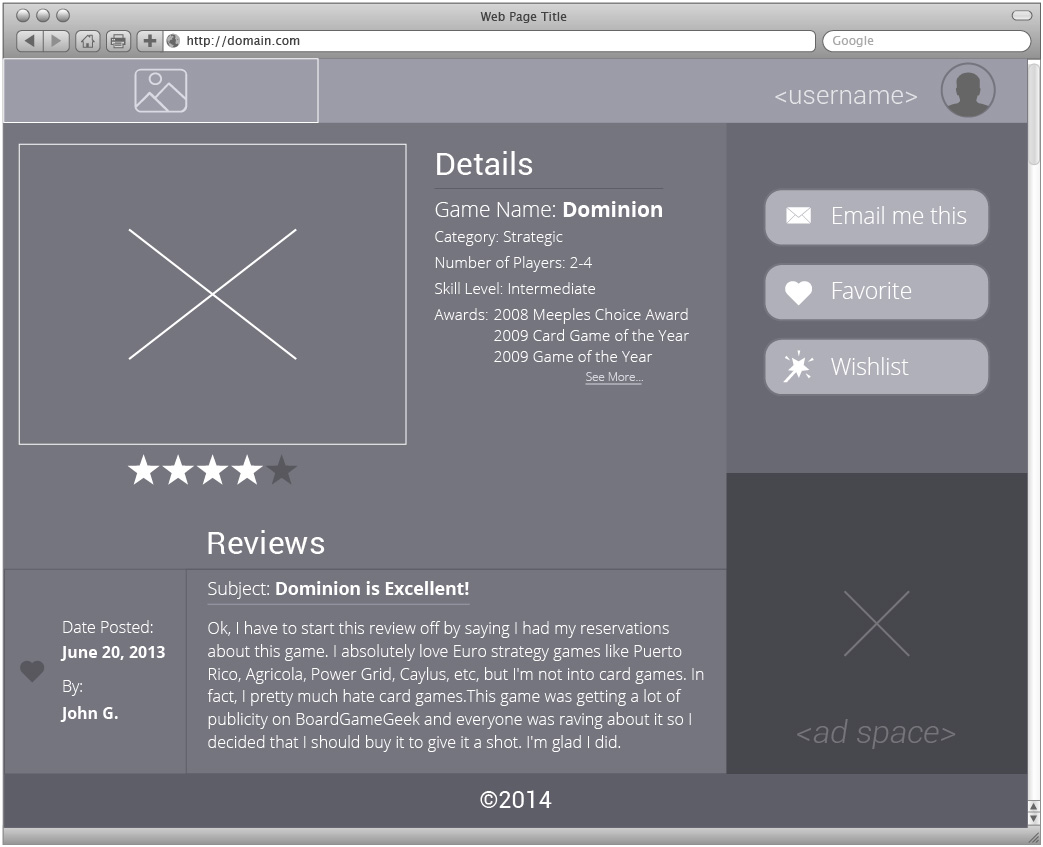 Web Page Title
http://domain.com
Google
<username>
Details
Game Name: Dominion
Category: Strategic
Number of Players: 2-4
Skill Level: Intermediate
Awards: 2008 Meeples Choice Award
2009 Card Game of the Year
2009 Game of the Year
See More...
Email me this
Favorite
Wishlist
Reviews
Date Posted:
June 20, 2013
By:
John G.
Subject: Dominion is Excellent!
Ok, I have to start this review off by saying I had my reservations
about this game. I absolutely love Euro strategy games like Puerto
Rico, Agricola, Power Grid, Caylus, etc, but I'm not into card games. In
fact, I pretty much hate card games.This game was getting a lot of
publicity on BoardGameGeek and everyone was raving about it so I
decided that I should buy it to give it a shot. I'm glad I did.
<ad space>
©2014